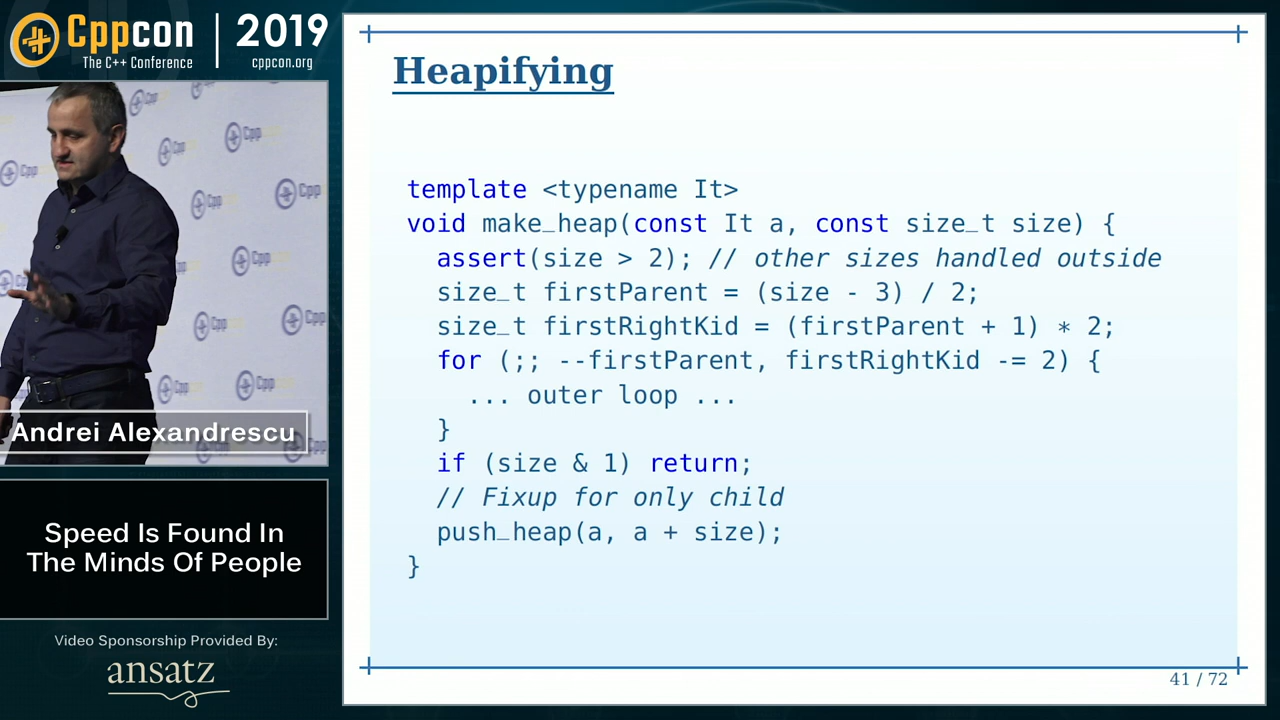 Cppcon | 2019
The C++ Conference cppcon.org
Andrei Alexandrescu
Speed Is Found In
The Minds Of People
Video Sponsorship Provided By:
ansatz
Heapifying
template <typename It>
void make_heap(const It a, const size_t size) {
assert(size > 2); // other sizes handled outside
size_t firstParent = (size - 3) / 2;
size_t firstRightKid = (firstParent + 1) * 2;
for (;; --firstParent, firstRightKid -= 2) {
... outer loop ...
}
if (size & 1) return;
// Fixup for only child
push_heap(a, a + size);
}
41 / 72